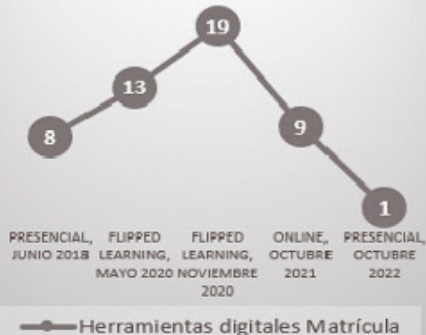 19
13
9
8
1
PRESENCIAL, JUNIO 2018
FLIPPED LEARNING, MAYO 2020
FLIPPED LEARNING, NOVIEMBRE 2020
ONLINE, OCTUBRE 2021
PRESENCIAL, OCTUBRE 2022
Herramientas digitales Matrícula